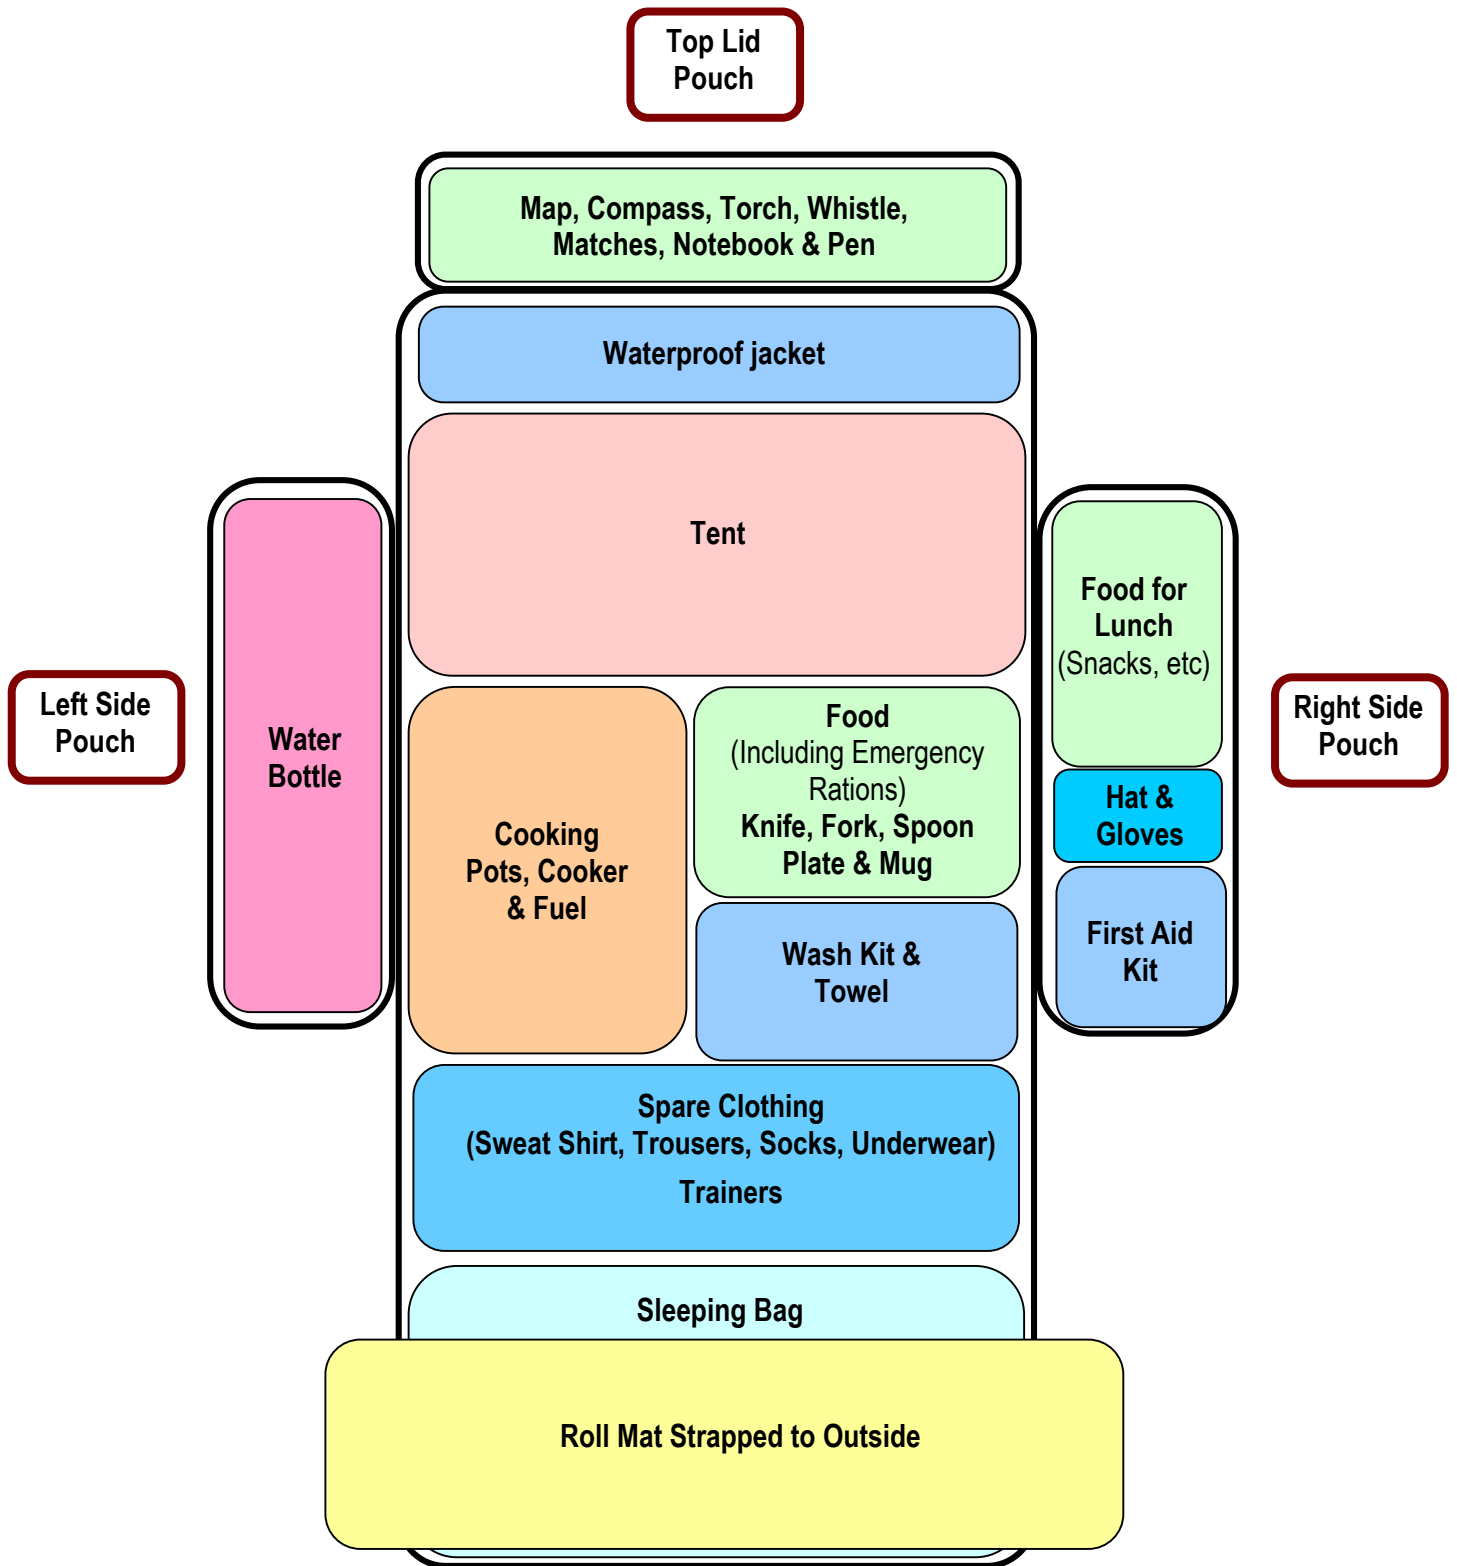 Top Lid
Pouch
Map, Compass, Torch, Whistle,
Matches, Notebook & Pen
Waterproof jacket
Tent
Left Side
Pouch
Water
Bottle
Cooking
Pots, Cooker
& Fuel
Food
(Including Emergency
Rations)
Knife, Fork, Spoon
Plate & Mug
Wash Kit &
Towel
Food for
Lunch
(Snacks, etc)
Hat &
Gloves
First Aid
Kit
Right Side
Pouch
Spare Clothing
(Sweat Shirt, Trousers, Socks, Underwear)
Trainers
Sleeping Bag
Roll Mat Strapped to Outside